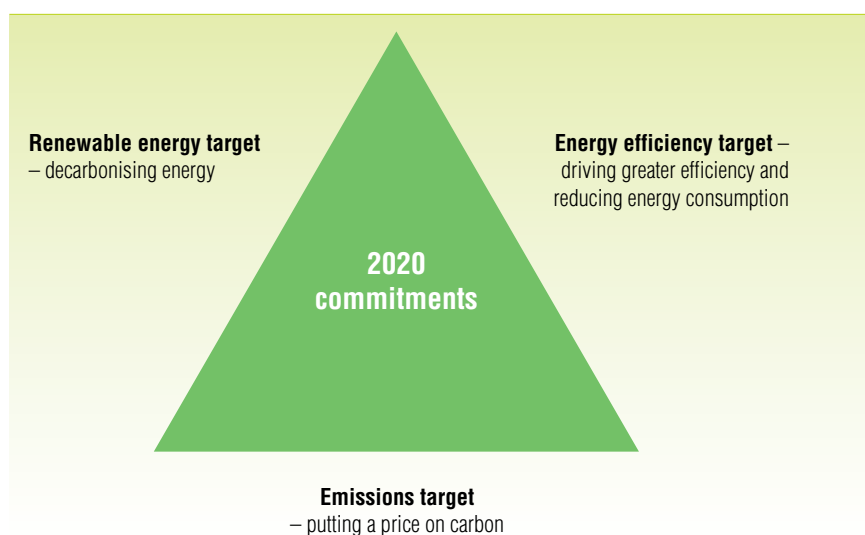 Renewable energy target
– decarbonising energy
Energy efficiency target –
driving greater efficiency and
reducing energy consumption
2020
commitments
Emissions target
– putting a price on carbon